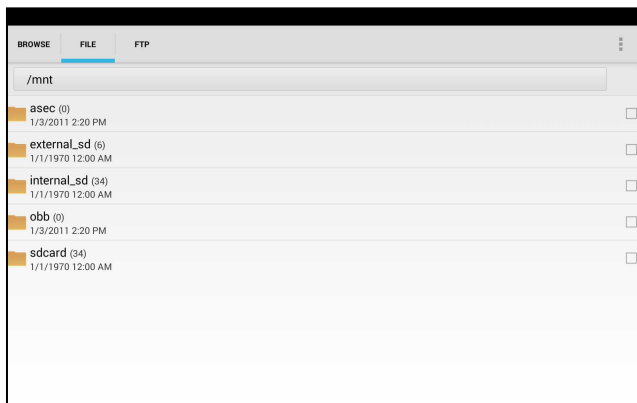 BROWSE FILE FTP
/mnt
asec (0)
1/3/2011 2:20 PM
external_sd (6)
1/1/1970 12:00 AM
internal_sd (34)
1/1/1970 12:00 AM
obb (0)
1/3/2011 2:20 PM
sdcard (34)
1/1/1970 12:00 AM